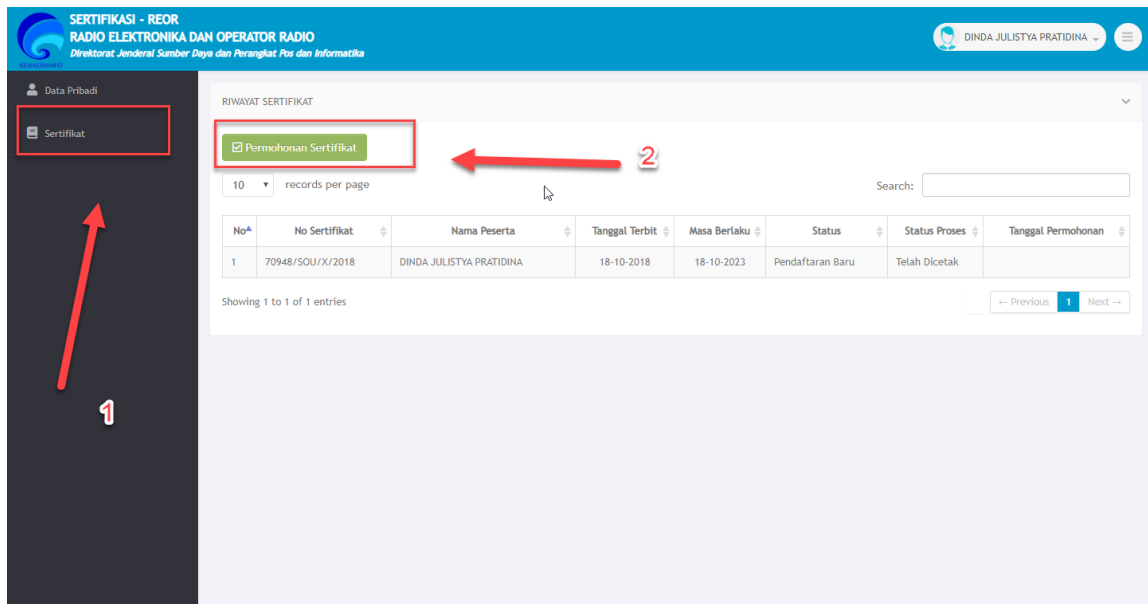 SERTIFIKASI - REOR
RADIO ELEKTRONIKA DAN OPERATOR RADIO
Direktorat Jenderal Sumber Daya dan Perangkat Pos dan Informatika
KEMKOMINFO
DINDA JULISTYA PRATIDINA
Data Pribadi
Sertifikat
1
RIWAYAT SERTIFIKAT
Permohonan Sertifikat
2
10 records per page
Search:
No No Sertifikat Nama Peserta Tanggal Terbit Masa Berlaku Status Status Proses Tanggal Permohonan
1 70948/SOU/X/2018 DINDA JULISTYA PRATIDINA 18-10-2018 18-10-2023 Pendaftaran Baru Telah Dicetak
Showing 1 to 1 of 1 entries
← Previous 1 Next →